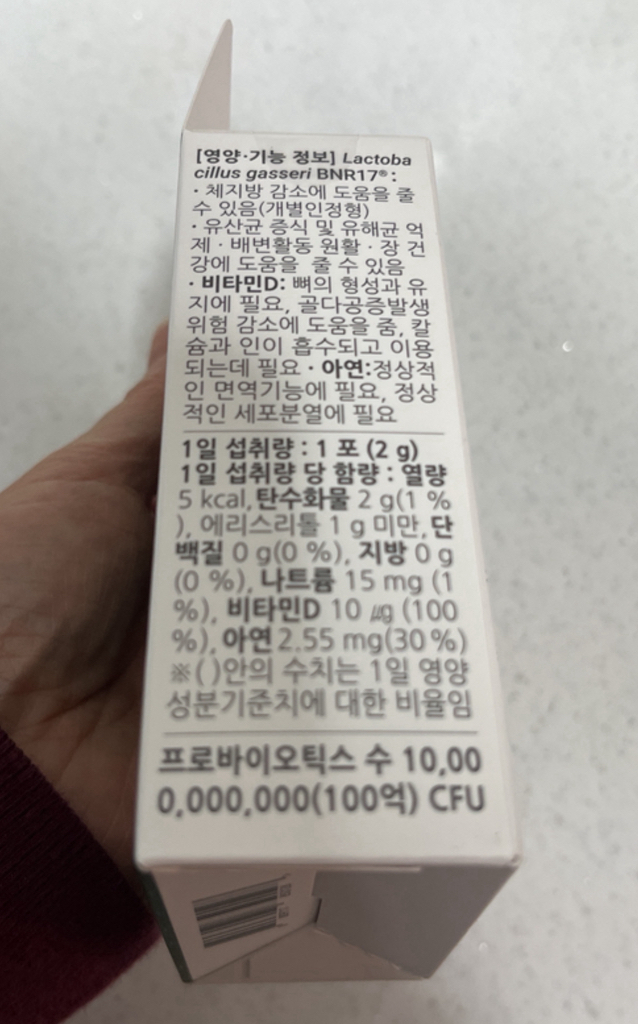 [영양·기능 정보] Lactoba
cillus gasseri BNR17®:
· 체지방 감소에 도움을 줄
수 있음(개별인정형)
· 유산균 증식 및 유해균 억
제 · 배변활동 원활 · 장 건
강에 도움을 줄 수 있음
· 비타민D: 뼈의 형성과 유
지에 필요, 골다공증발생
위험 감소에 도움을 줌, 칼
슘과 인이 흡수되고 이용
되는데 필요 · 아연:정상적
인 면역기능에 필요, 정상
적인 세포분열에 필요
1일 섭취량 : 1 포 (2 g)
1일 섭취량 당 함량 : 열량
5 kcal, 탄수화물 2 g(1 %
), 에리스리톨 1 g 미만, 단
백질 0 g(0 %), 지방 0 g
(0 %), 나트륨 15 mg (1
%), 비타민D 10 ㎍ (100
%), 아연 2.55 mg(30 %)
※( )안의 수치는 1일 영양
성분기준치에 대한 비율임
프로바이오틱스 수 10,00
0,000,000(100억) CFU